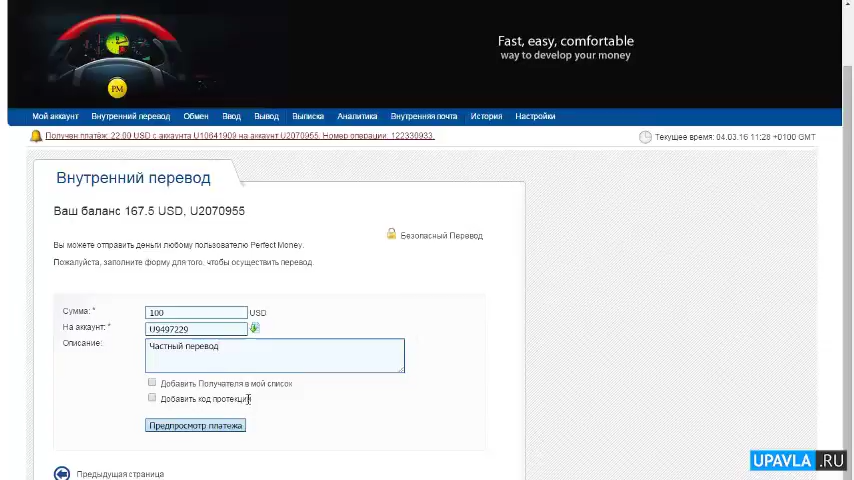 Fast, easy, comfortable
way to develop your money
PM
Мой аккаунт Внутренний перевод Обмен Ввод Вывод Выписка Аналитика Внутренняя почта История Настройки
Получен платёж: 22.00 USD с аккаунта U10641909 на аккаунт U2070955. Номер операции: 122330933. Текущее время: 04.03.16 11:28 +0100 GMT
Внутренний перевод
Ваш баланс 167.5 USD, U2070955
Безопасный Перевод
Вы можете отправить деньги любому пользователю Perfect Money.
Пожалуйста, заполните форму для того, чтобы осуществить перевод.
Сумма: * 100 USD
На аккаунт: * U9497229
Описание: Частный перевод
Добавить Получателя в мой список
Добавить код протекции
Предпросмотр платежа
UPAVLA .RU
Предыдущая страница